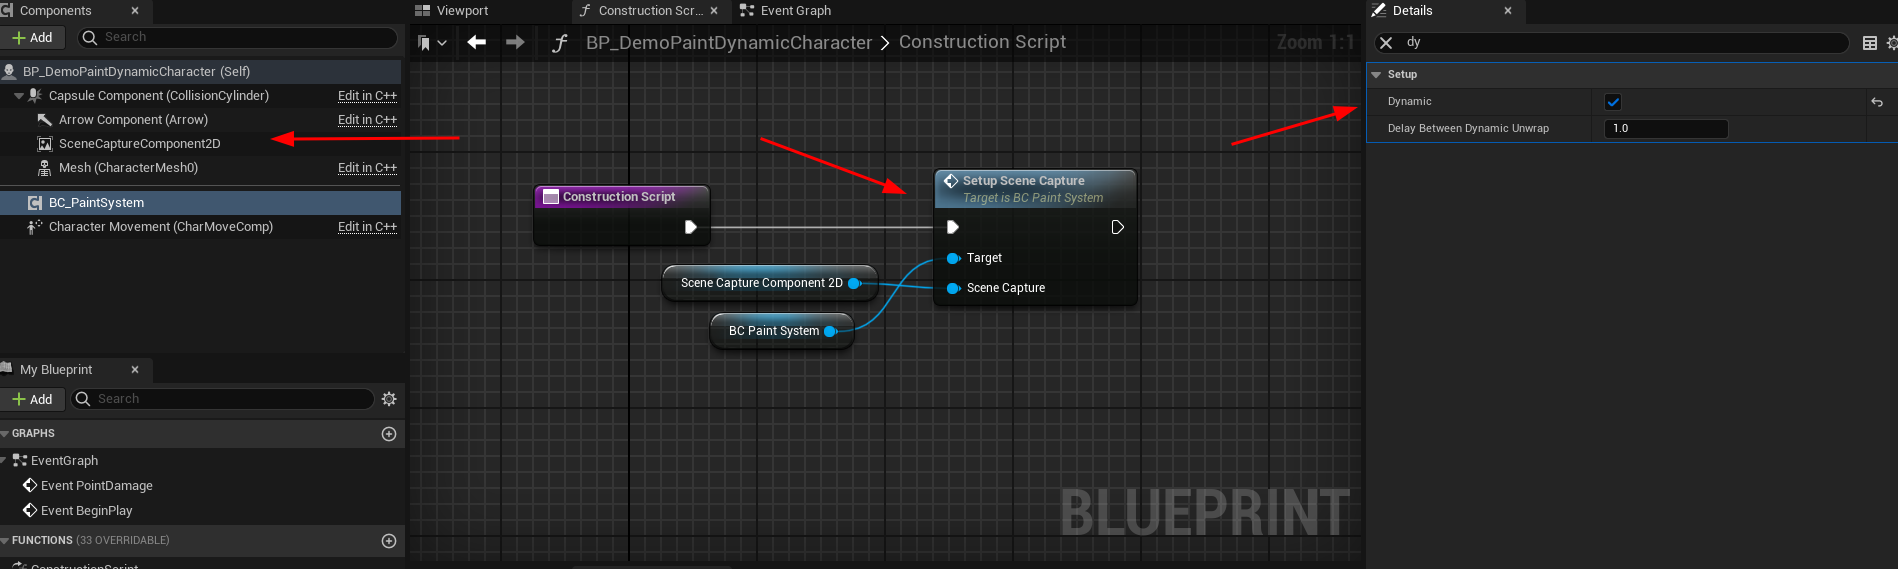 Components
Add
Search
BP_DemoPaintDynamicCharacter (Self)
Capsule Component (CollisionCylinder) Edit in C++
Arrow Component (Arrow) Edit in C++
SceneCaptureComponent2D
Mesh (CharacterMesh0) Edit in C++
BC_PaintSystem
Character Movement (CharMoveComp) Edit in C++
My Blueprint
Add
Search
GRAPHS
EventGraph
Event PointDamage
Event BeginPlay
FUNCTIONS (33 OVERRIDABLE)
ConstructionScript
Viewport
Construction Scr...
Event Graph
BP_DemoPaintDynamicCharacter > Construction Script
Zoom 1:1
Construction Script
Setup Scene Capture
Target is BC Paint System
Target
Scene Capture
Scene Capture Component 2D
BC Paint System
BLUEPRINT
Details
dy
Setup
Dynamic
Delay Between Dynamic Unwrap 1.0